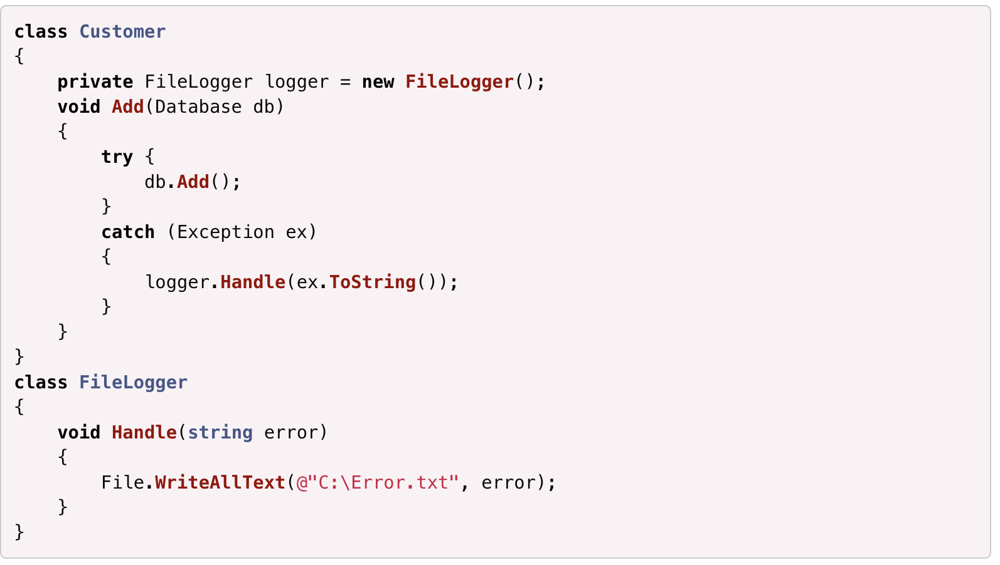 class Customer
{
    private FileLogger logger = new FileLogger();
    void Add(Database db)
    {
        try {
            db.Add();
        }
        catch (Exception ex)
        {
            logger.Handle(ex.ToString());
        }
    }
}
class FileLogger
{
    void Handle(string error)
    {
        File.WriteAllText(@"C:\Error.txt", error);
    }
}